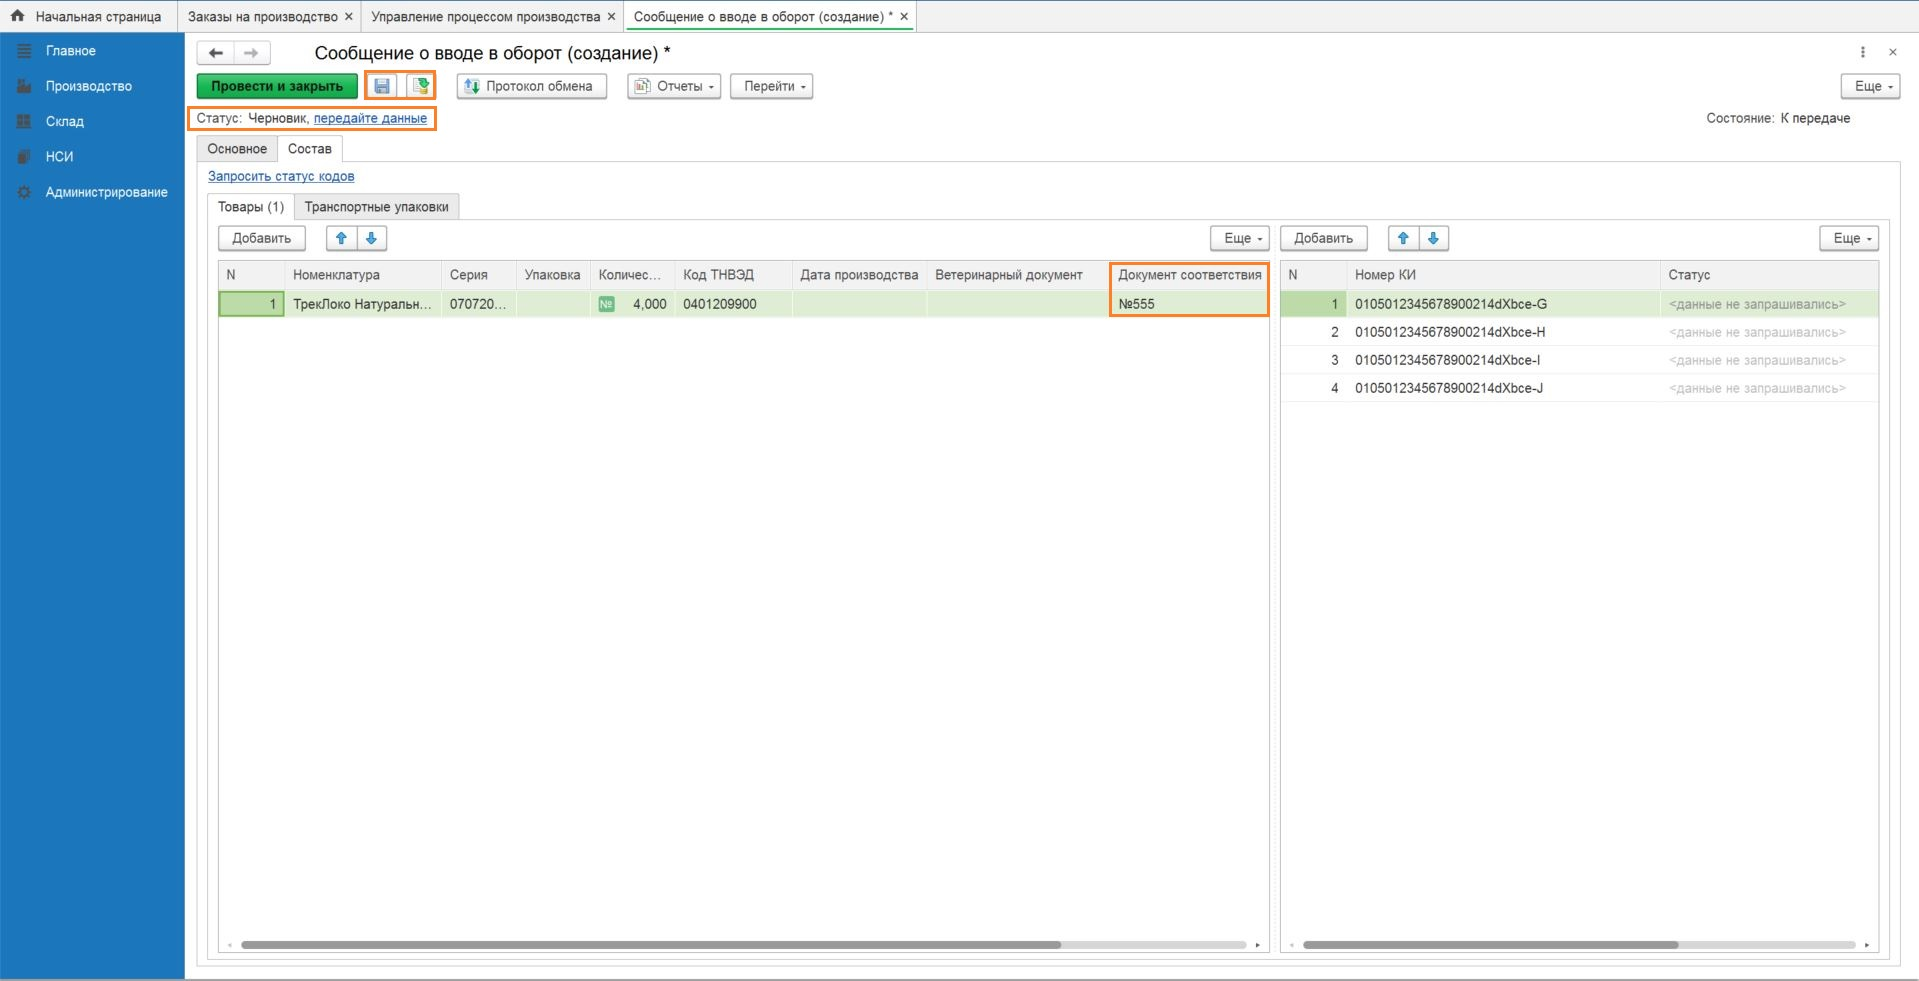 Начальная страница
Заказы на производство ×
Управление процессом производства ×
Сообщение о вводе в оборот (создание) * ×
Главное
Производство
Склад
НСИ
Администрирование
Сообщение о вводе в оборот (создание) *
Провести и закрыть
Протокол обмена
Отчеты
Перейти
Еще
Статус: Черновик, передайте данные
Состояние: К передаче
Основное
Состав
Запросить статус кодов
Товары (1)
Транспортные упаковки
Добавить
Еще
Добавить
Еще
N Номенклатура Серия Упаковка Количес... Код ТНВЭД Дата производства Ветеринарный документ Документ соответствия
1 ТрекЛоко Натуральн... 070720... № 4,000 0401209900 №555
N Номер КИ Статус
1 0105012345678900214dXbce-G <данные не запрашивались>
2 0105012345678900214dXbce-H <данные не запрашивались>
3 0105012345678900214dXbce-I <данные не запрашивались>
4 0105012345678900214dXbce-J <данные не запрашивались>